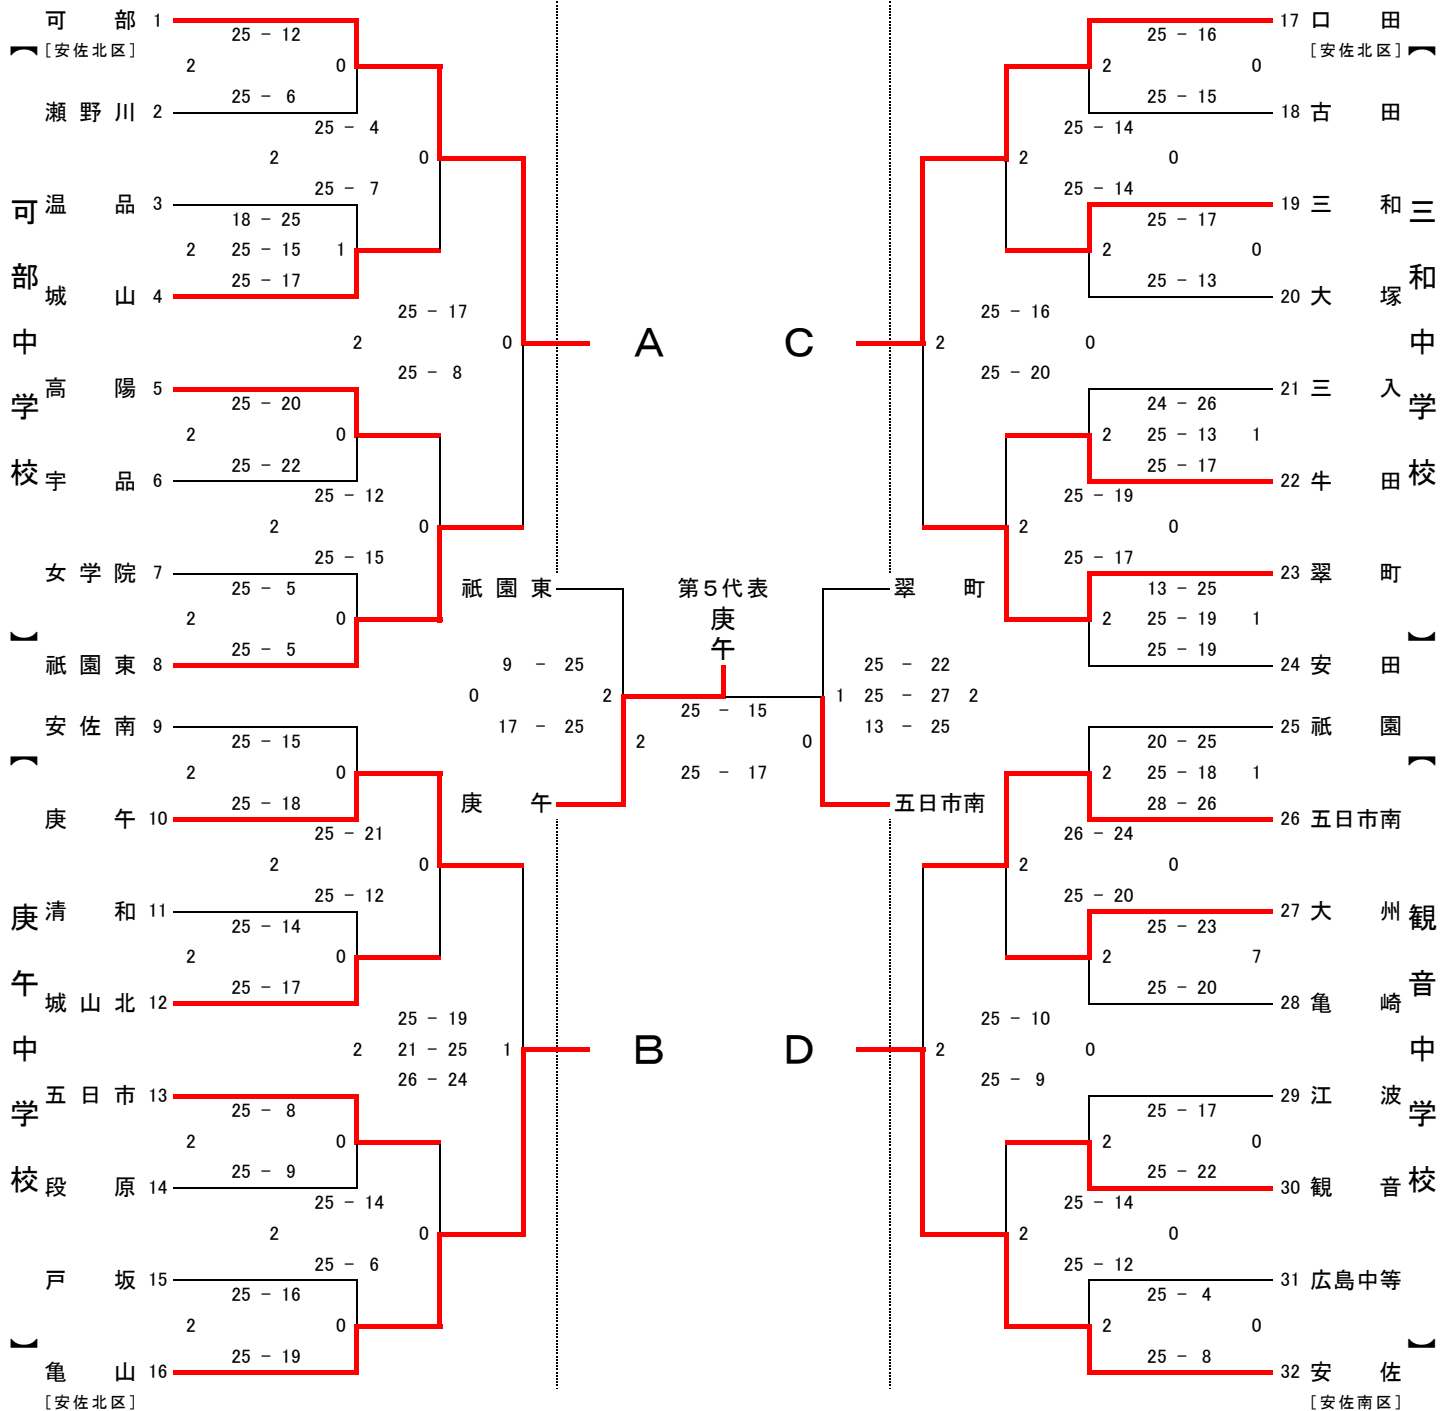 可部 1
[安佐北区]
25 - 12
2 0
25 - 6
瀬野川 2
25 - 4
2 0
25 - 7
温品 3
18 - 25
2 25 - 15 1
25 - 17
城山 4
25 - 17
2 0
25 - 8
A
高陽 5
25 - 20
2 0
25 - 22
宇品 6
25 - 12
2 0
25 - 15
女学院 7
25 - 5
2 0
25 - 5
祇園東 8
【可部中学校】
安佐南 9
25 - 15
2 0
25 - 18
庚午 10
25 - 21
2 0
25 - 12
清和 11
25 - 14
2 0
25 - 17
城山北 12
25 - 19
2 21 - 25 1
26 - 24
B
五日市 13
25 - 8
2 0
25 - 9
段原 14
25 - 14
2 0
25 - 6
戸坂 15
25 - 16
2 0
25 - 19
亀山 16
[安佐北区]
【庚午中学校】
祇園東
9 - 25
0 2
17 - 25
庚午
第5代表
庚午
25 - 15
2 0
25 - 17
翠町
25 - 22
1 25 - 27 2
13 - 25
五日市南
17 口田
[安佐北区]
25 - 16
2 0
25 - 15
18 古田
25 - 14
2 0
25 - 14
19 三和
25 - 17
2 0
25 - 13
20 大塚
C
25 - 16
2 0
25 - 20
21 三入
24 - 26
2 25 - 13 1
25 - 17
22 牛田
25 - 19
2 0
25 - 17
23 翠町
13 - 25
2 25 - 19 1
25 - 19
24 安田
【三和中学校】
25 祇園
20 - 25
2 25 - 18 1
28 - 26
26 五日市南
26 - 24
2 0
25 - 20
27 大州
25 - 23
2 7
25 - 20
28 亀崎
D
25 - 10
2 0
25 - 9
29 江波
25 - 17
2 0
25 - 22
30 観音
25 - 14
2 0
25 - 12
31 広島中等
25 - 4
2 0
25 - 8
32 安佐
[安佐南区]
【観音中学校】